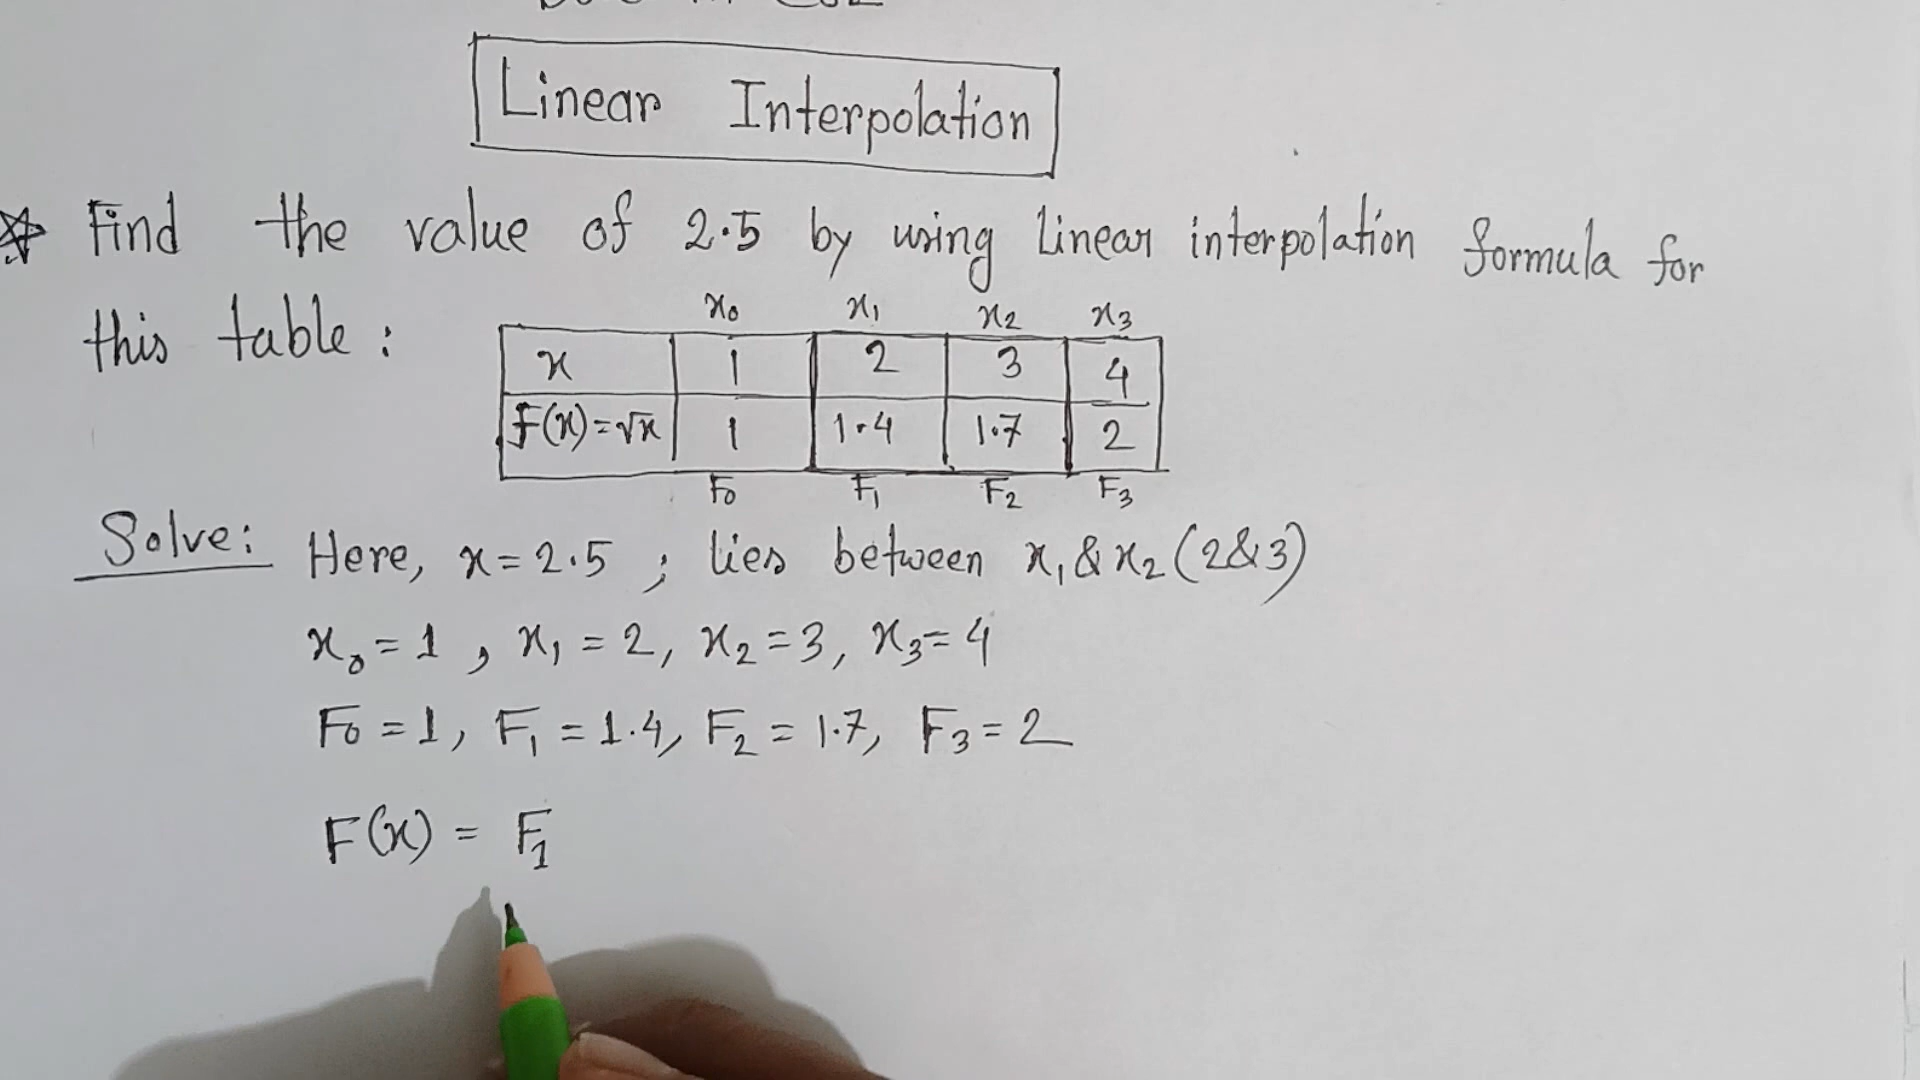 Linear Interpolation
Find the value of 2.5 by using Linear interpolation formula for
this table:
x₀ x₁ x₂ x₃
x 1 2 3 4
F(x)=√x 1 1.4 1.7 2
F₀ F₁ F₂ F₃
Solve: Here, x = 2.5 ; lies between x₁ & x₂ (2&3)
x₀ = 1 , x₁ = 2, x₂ = 3, x₃ = 4
F₀ = 1, F₁ = 1.4, F₂ = 1.7, F₃ = 2
F(x) = F₁